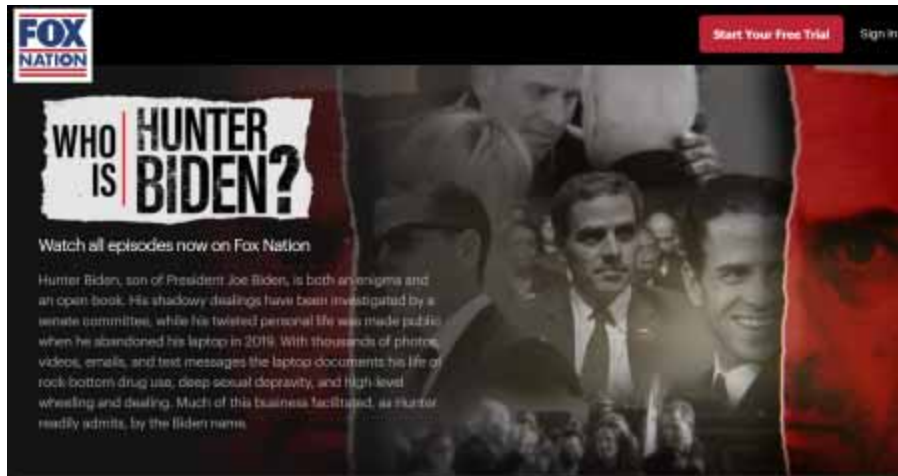 FOX
NATION
Start Your Free Trial
Sign In
WHO IS
HUNTER BIDEN?
Watch all episodes now on Fox Nation
Hunter Biden, son of President Joe Biden, is both an enigma and
an open book. His shadowy dealings have been investigated by a
senate committee, while his twisted personal life was made public
when he abandoned his laptop in 2019. With thousands of photos,
videos, emails, and text messages the laptop documents his life of
rock-bottom drug use, deep sexual depravity, and high-level
wheeling and dealing. Much of this business facilitated, as Hunter
readily admits, by the Biden name.